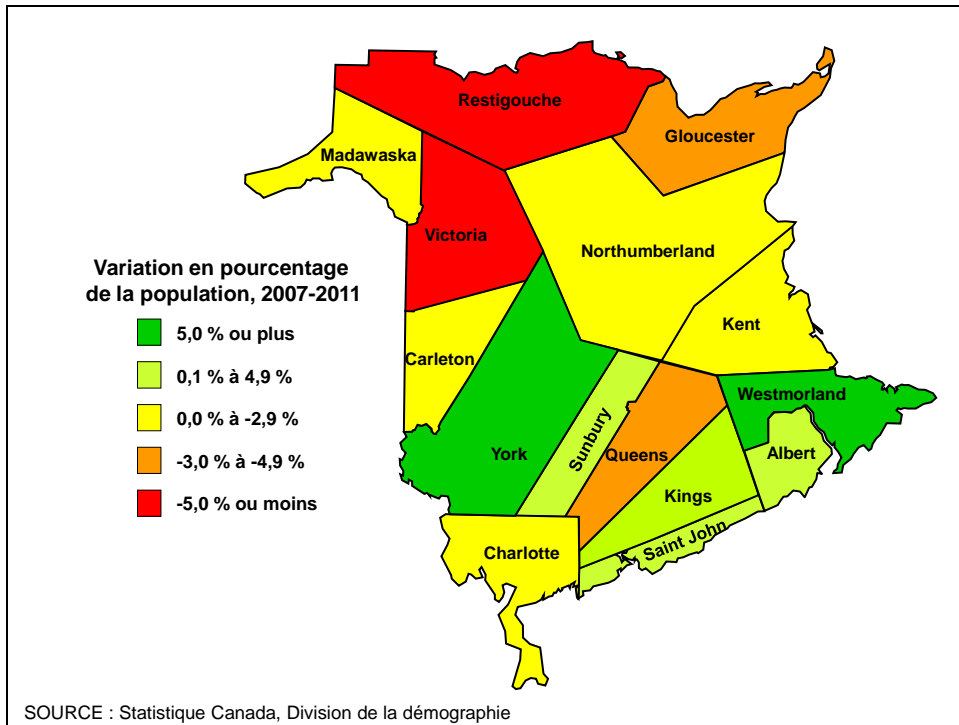 Restigouche
Gloucester
Madawaska
Victoria
Northumberland
Variation en pourcentage
de la population, 2007-2011
5,0 % ou plus
0,1 % à 4,9 %
0,0 % à -2,9 %
-3,0 % à -4,9 %
-5,0 % ou moins
Kent
Carleton
Westmorland
York
Sunbury
Queens
Albert
Kings
Saint John
Charlotte
SOURCE : Statistique Canada, Division de la démographie